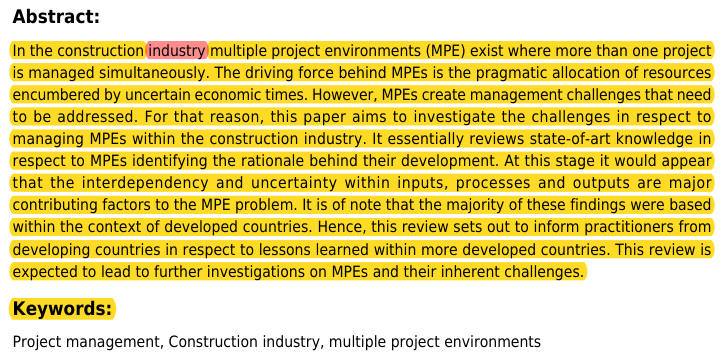 Abstract:
In the construction industry multiple project environments (MPE) exist where more than one project
is managed simultaneously. The driving force behind MPEs is the pragmatic allocation of resources
encumbered by uncertain economic times. However, MPEs create management challenges that need
to be addressed. For that reason, this paper aims to investigate the challenges in respect to
managing MPEs within the construction industry. It essentially reviews state-of-art knowledge in
respect to MPEs identifying the rationale behind their development. At this stage it would appear
that the interdependency and uncertainty within inputs, processes and outputs are major
contributing factors to the MPE problem. It is of note that the majority of these findings were based
within the context of developed countries. Hence, this review sets out to inform practitioners from
developing countries in respect to lessons learned within more developed countries. This review is
expected to lead to further investigations on MPEs and their inherent challenges.
Keywords:
Project management, Construction industry, multiple project environments